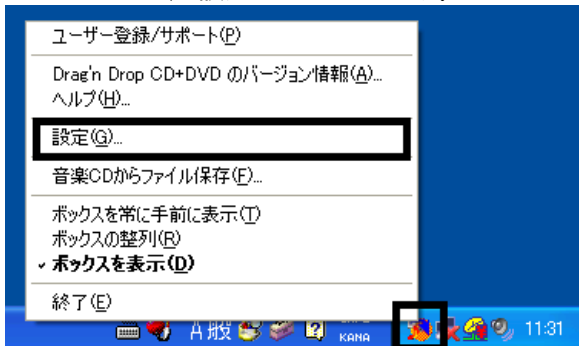 ユーザー登録/サポート(P)
Drag'n Drop CD+DVD のバージョン情報(A)...
ヘルプ(H)...
設定(G)...
音楽CDからファイル保存(F)...
ボックスを常に手前に表示(T)
ボックスの整列(R)
ボックスを表示(D)
終了(E)
A般
KANA
11:31